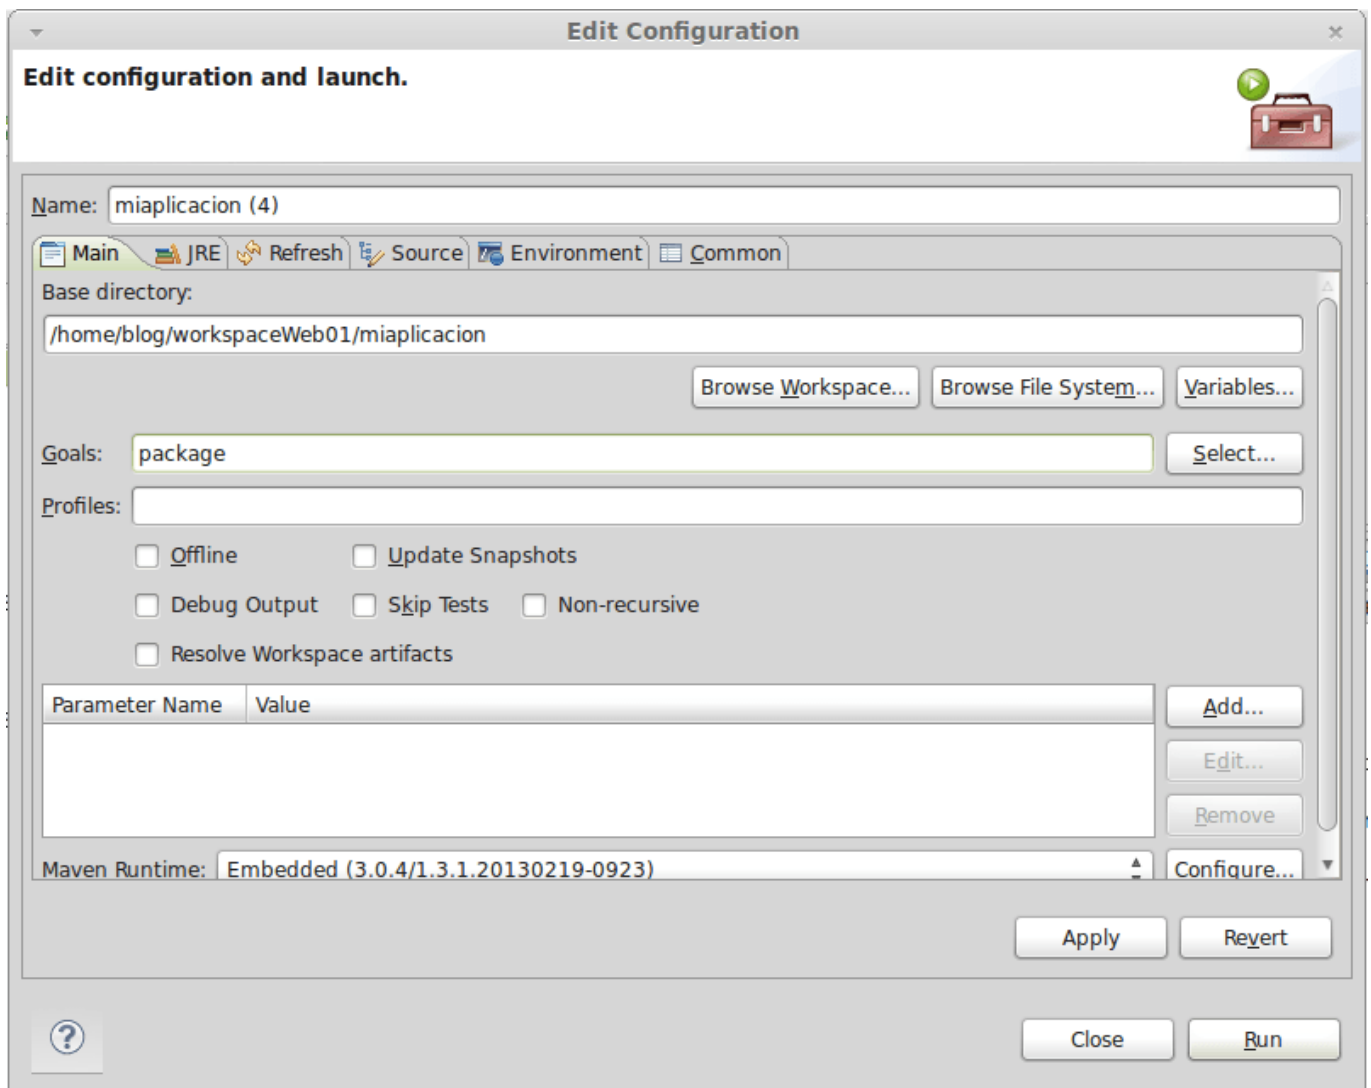 Edit Configuration
Edit configuration and launch.
Name: miaplicacion (4)
Main JRE Refresh Source Environment Common
Base directory:
/home/blog/workspaceWeb01/miaplicacion
Browse Workspace... Browse File System... Variables...
Goals: package Select...
Profiles:
Offline Update Snapshots
Debug Output Skip Tests Non-recursive
Resolve Workspace artifacts
Parameter Name Value Add...
Edit...
Remove
Maven Runtime: Embedded (3.0.4/1.3.1.20130219-0923) Configure...
Apply Revert
? Close Run